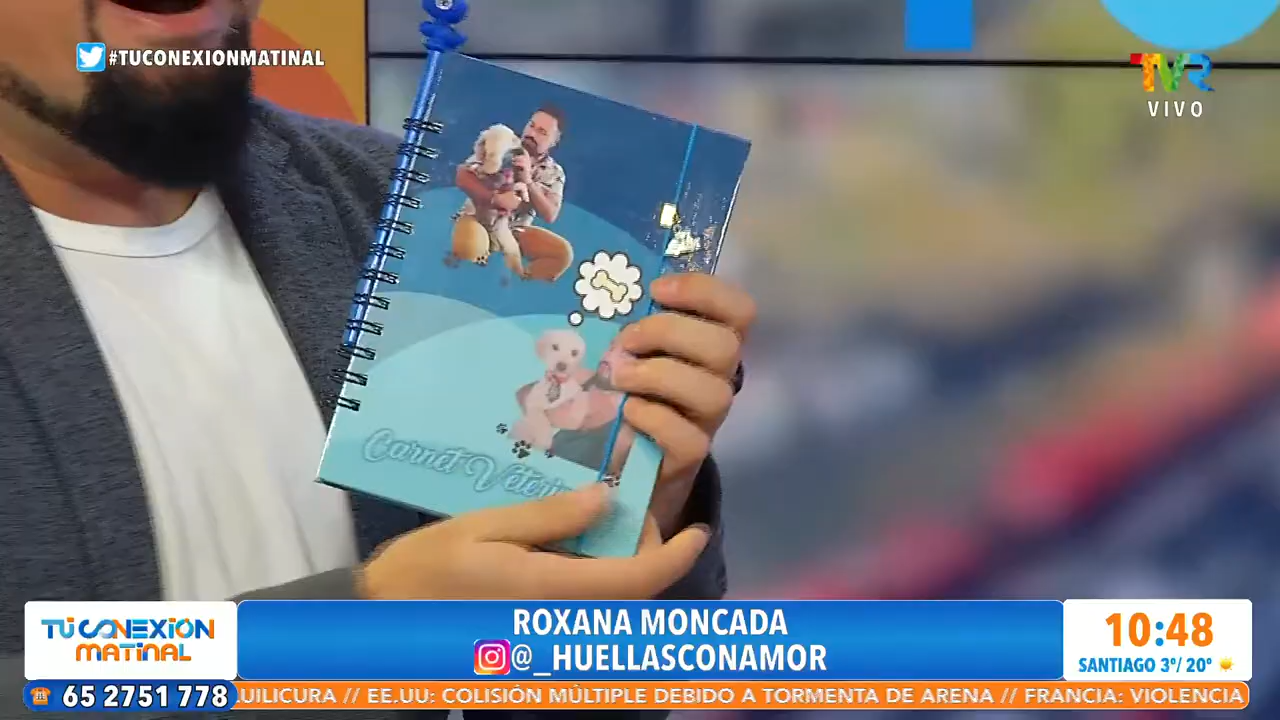 #TUCONEXIONMATINAL
TVR
VIVO
Carnet
TU CONEXIÓN
MATINAL
ROXANA MONCADA
@_HUELLASCONAMOR
10:48
SANTIAGO 3°/ 20°
65 2751 778
UILICURA // EE.UU: COLISIÓN MÚLTIPLE DEBIDO A TORMENTA DE ARENA // FRANCIA: VIOLENCIA